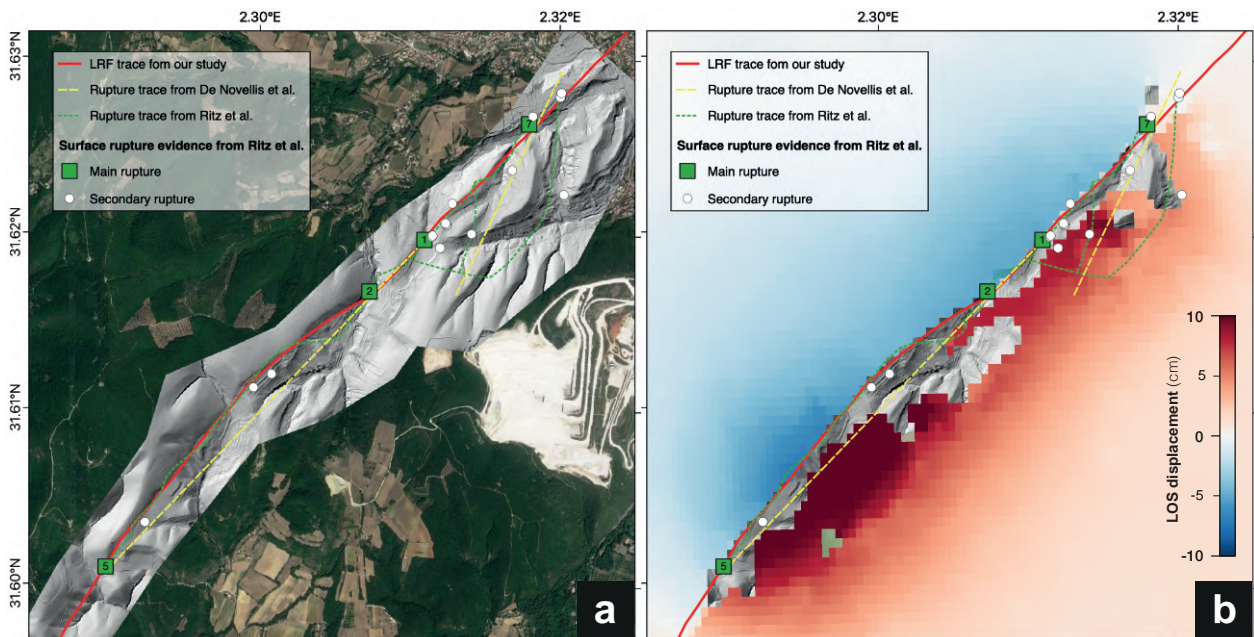 2.30°E
2.32°E
2.30°E
2.32°E
31.63°N
31.62°N
31.61°N
31.60°N
LRF trace fom our study
Rupture trace from De Novellis et al.
Rupture trace from Ritz et al.
Surface rupture evidence from Ritz et al.
Main rupture
Secondary rupture
7
1
2
5
a
LRF trace fom our study
Rupture trace from De Novellis et al.
Rupture trace from Ritz et al.
Surface rupture evidence from Ritz et al.
Main rupture
Secondary rupture
7
1
2
5
LOS displacement (cm)
10
5
0
-5
-10
b